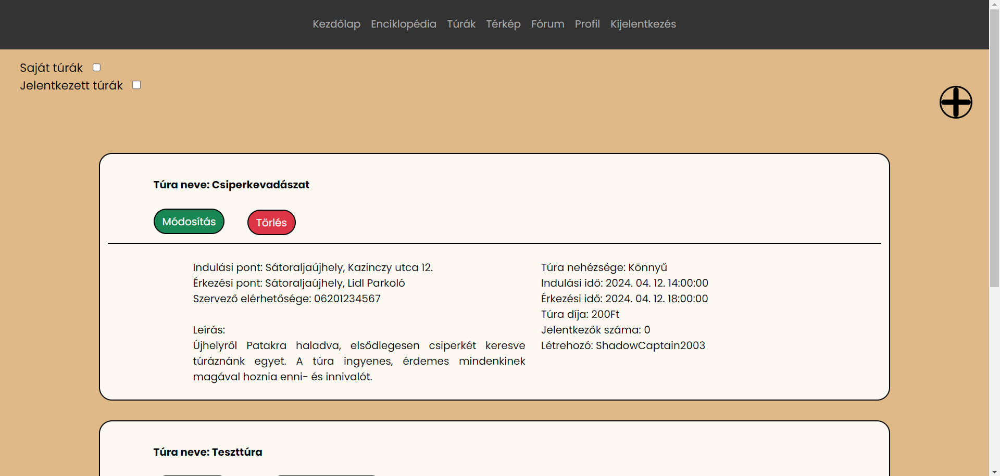 Kezdőlap Enciklopédia Túrák Térkép Fórum Profil Kijelentkezés
Saját túrák
Jelentkezett túrák
Túra neve: Csiperkevadászat
Módosítás Törlés
Indulási pont: Sátoraljaújhely, Kazinczy utca 12.
Érkezési pont: Sátoraljaújhely, Lidl Parkoló
Szervező elérhetősége: 06201234567
Leírás:
Újhelyről Patakra haladva, elsődlegesen csiperkét keresve
túráznánk egyet. A túra ingyenes, érdemes mindenkinek
magával hoznia enni- és innivalót.
Túra nehézsége: Könnyű
Indulási idő: 2024. 04. 12. 14:00:00
Érkezési idő: 2024. 04. 12. 18:00:00
Túra díja: 200Ft
Jelentkezők száma: 0
Létrehozó: ShadowCaptain2003
Túra neve: Teszttúra